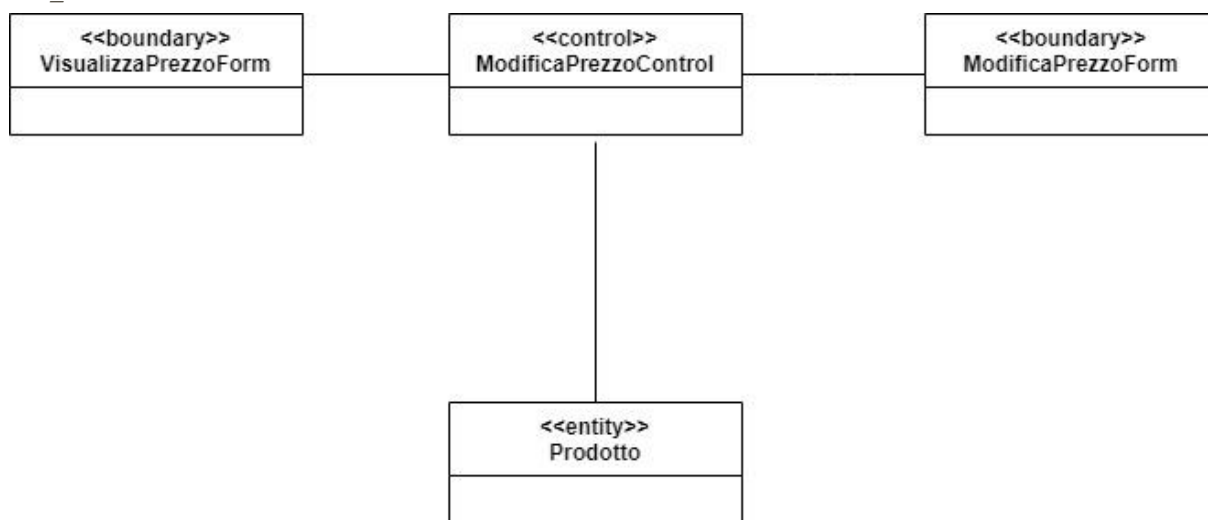 <<boundary>>
VisualizzaPrezzoForm
<<control>>
ModificaPrezzoControl
<<boundary>>
ModificaPrezzoForm
<<entity>>
Prodotto